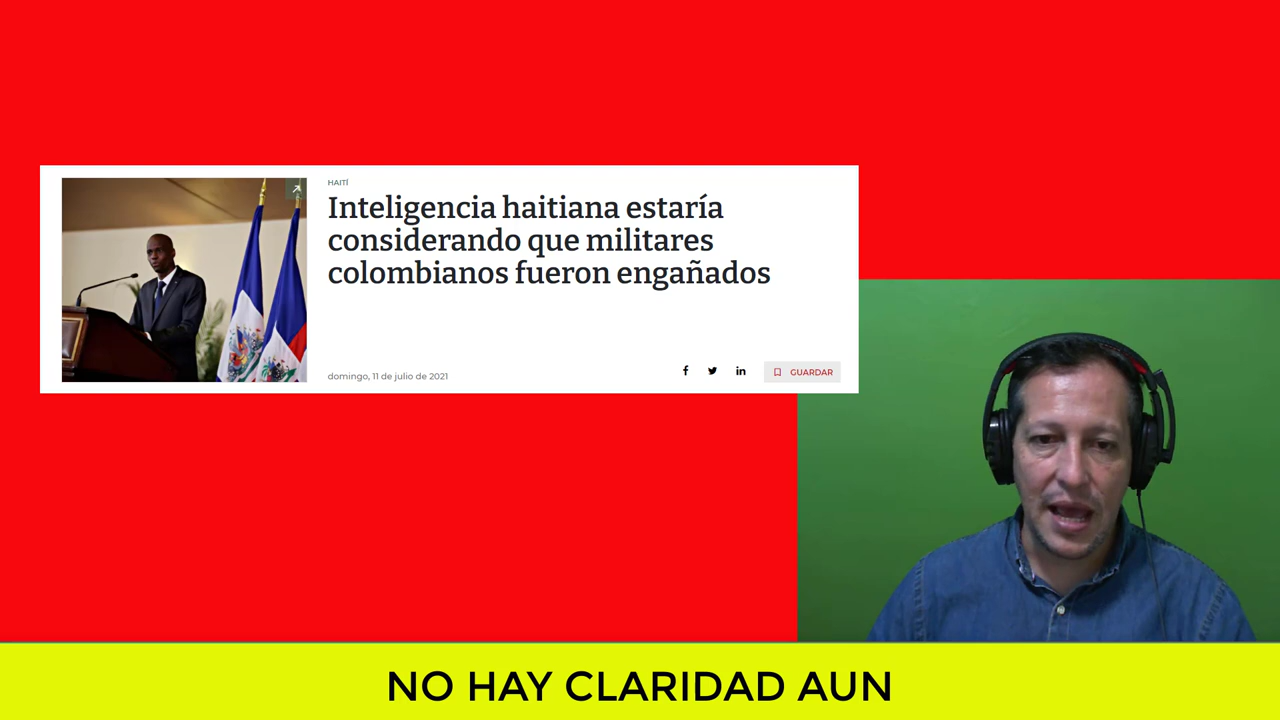 HAITÍ
Inteligencia haitiana estaría
considerando que militares
colombianos fueron engañados
domingo, 11 de julio de 2021
GUARDAR
NO HAY CLARIDAD AUN